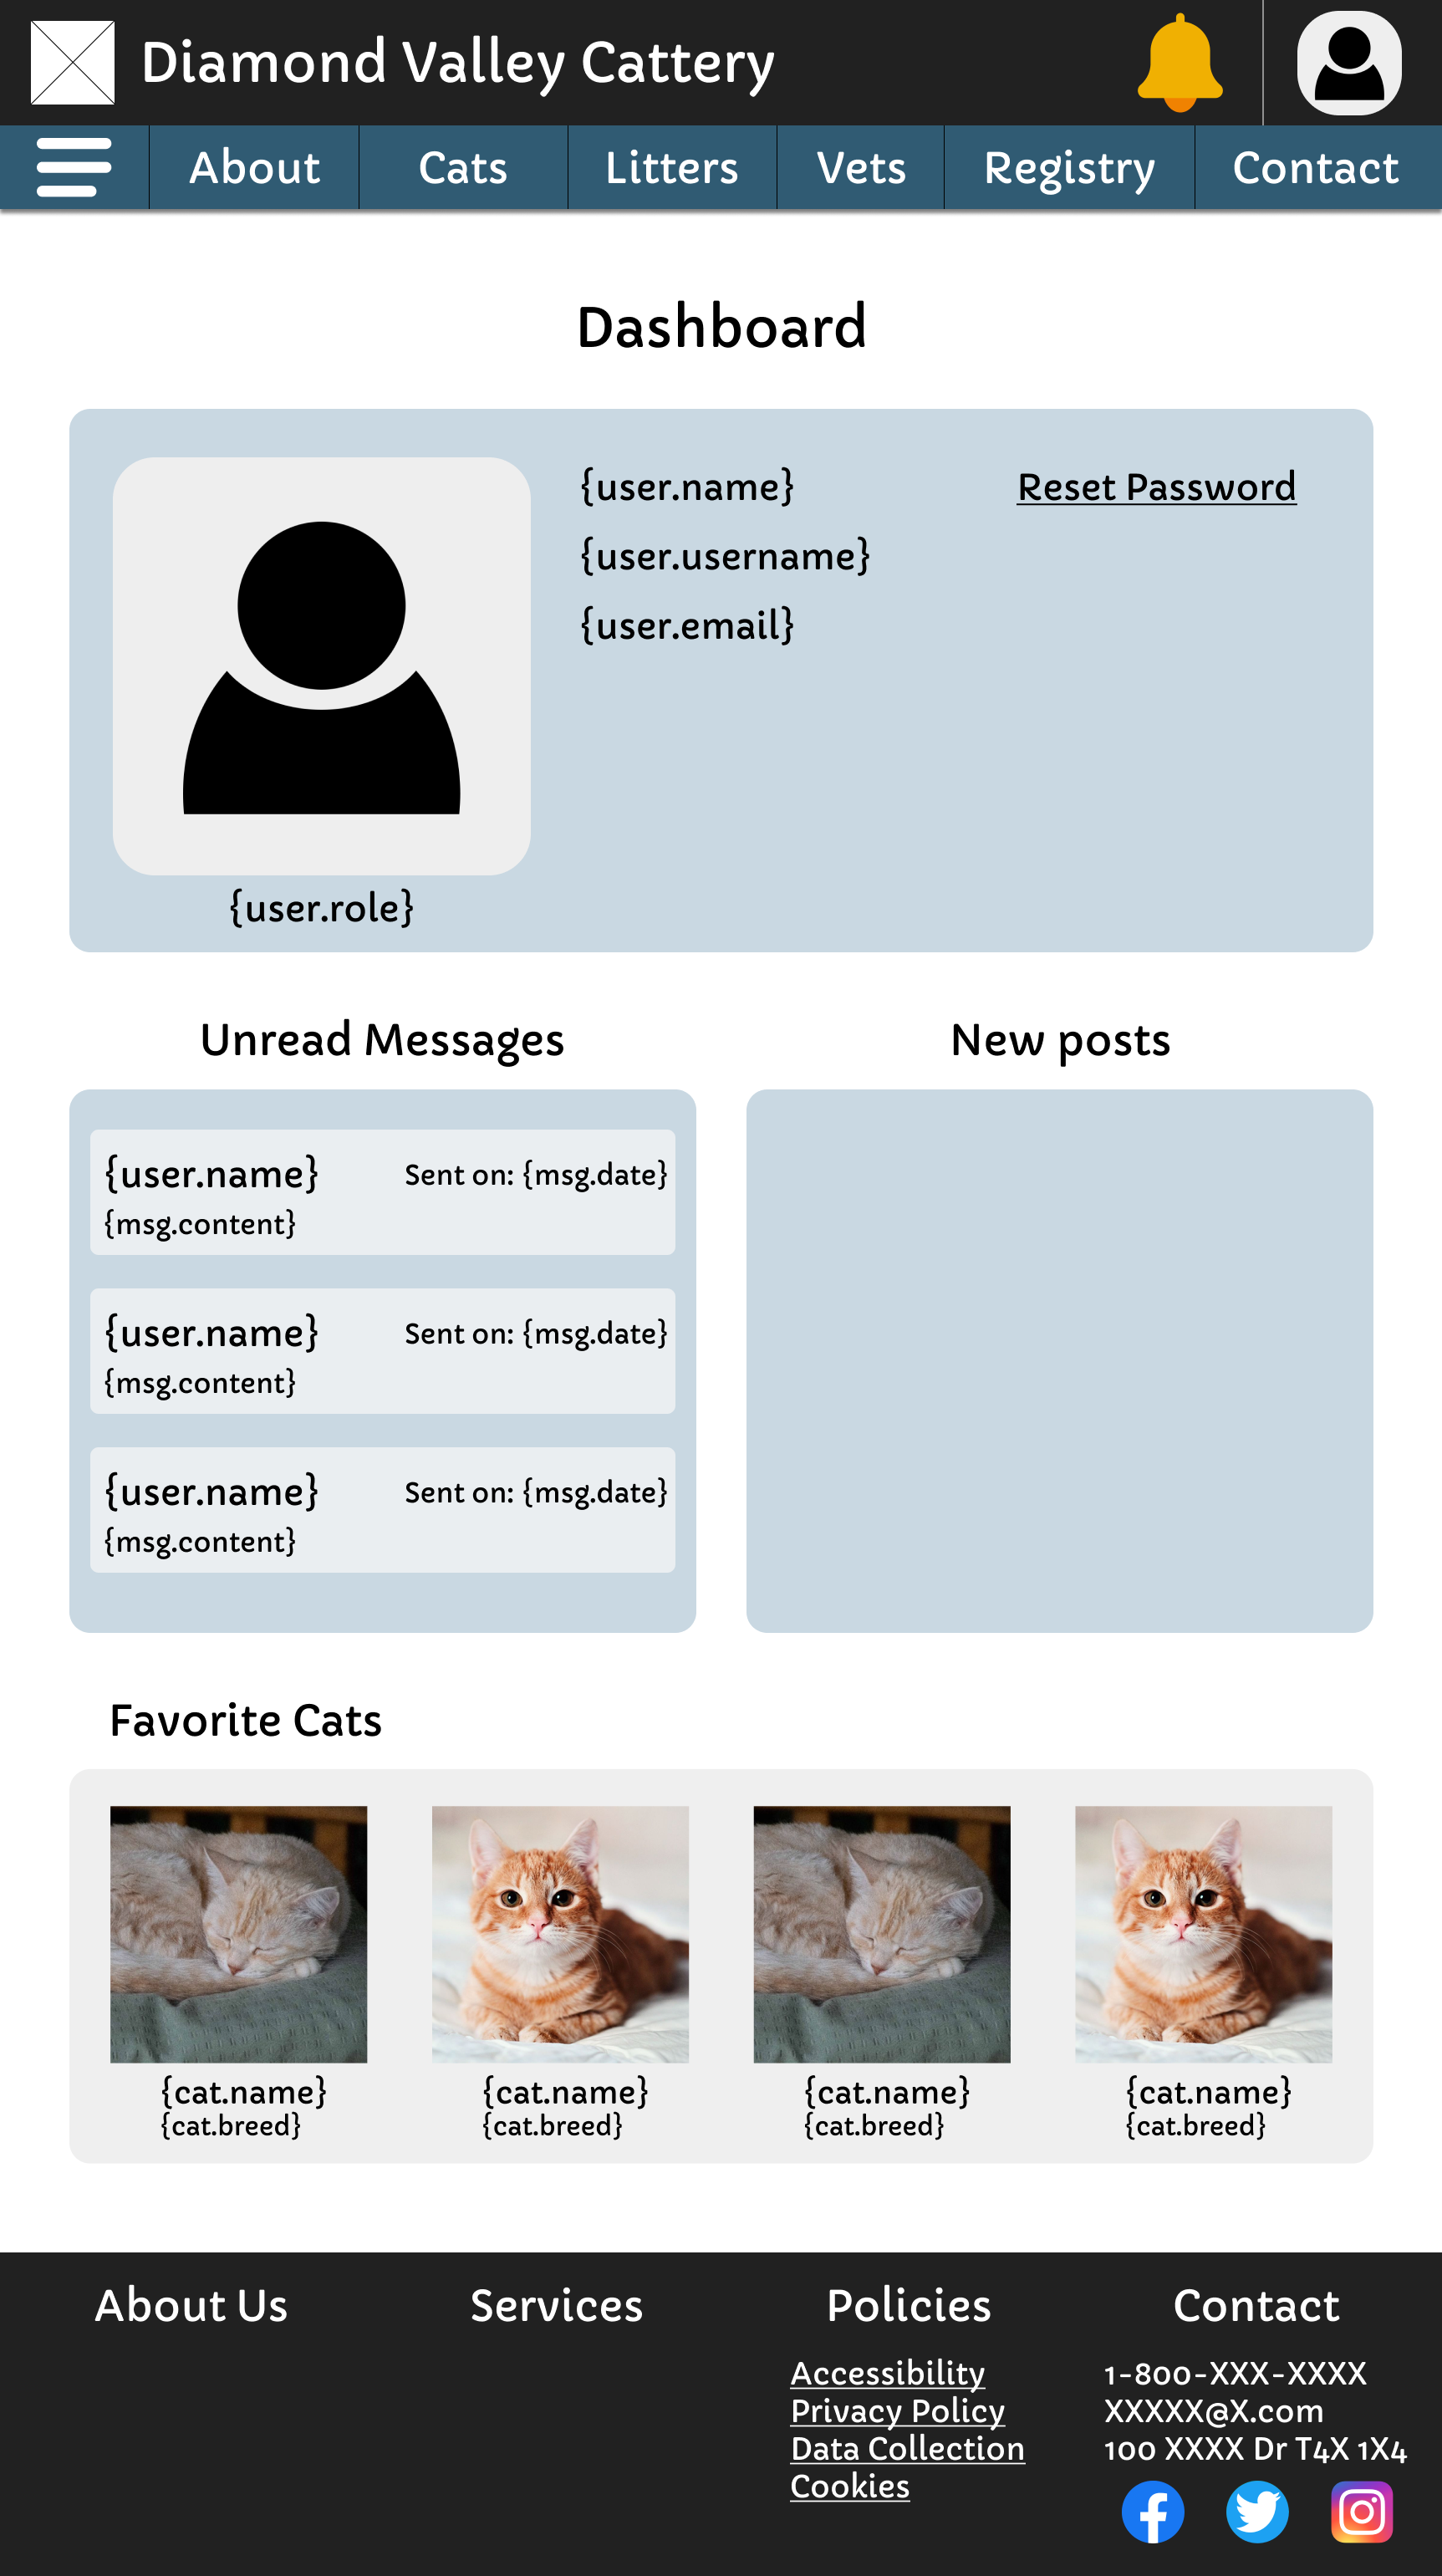 Diamond Valley Cattery
About
Cats
Litters
Vets
Registry
Contact
Dashboard
{user.name}
Reset Password
{user.username}
{user.email}
{user.role}
Unread Messages
{user.name}
Sent on: {msg.date}
{msg.content}
{user.name}
Sent on: {msg.date}
{msg.content}
{user.name}
Sent on: {msg.date}
{msg.content}
New posts
Favorite Cats
{cat.name}
{cat.breed}
{cat.name}
{cat.breed}
{cat.name}
{cat.breed}
{cat.name}
{cat.breed}
About Us
Services
Policies
Accessibility
Privacy Policy
Data Collection
Cookies
Contact
1-800-XXX-XXXX
XXXXX@X.com
100 XXXX Dr T4X 1X4